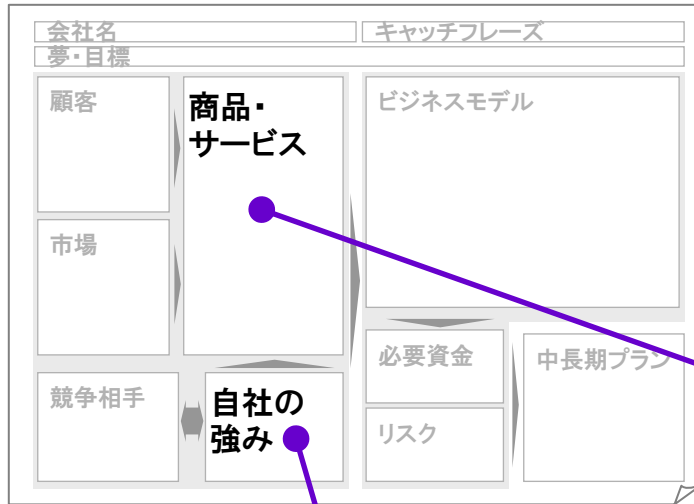 会社名
キャッチフレーズ
夢・目標
顧客
商品・
サービス
ビジネスモデル
市場
必要資金
中長期プラン
競争相手
自社の
強み
リスク